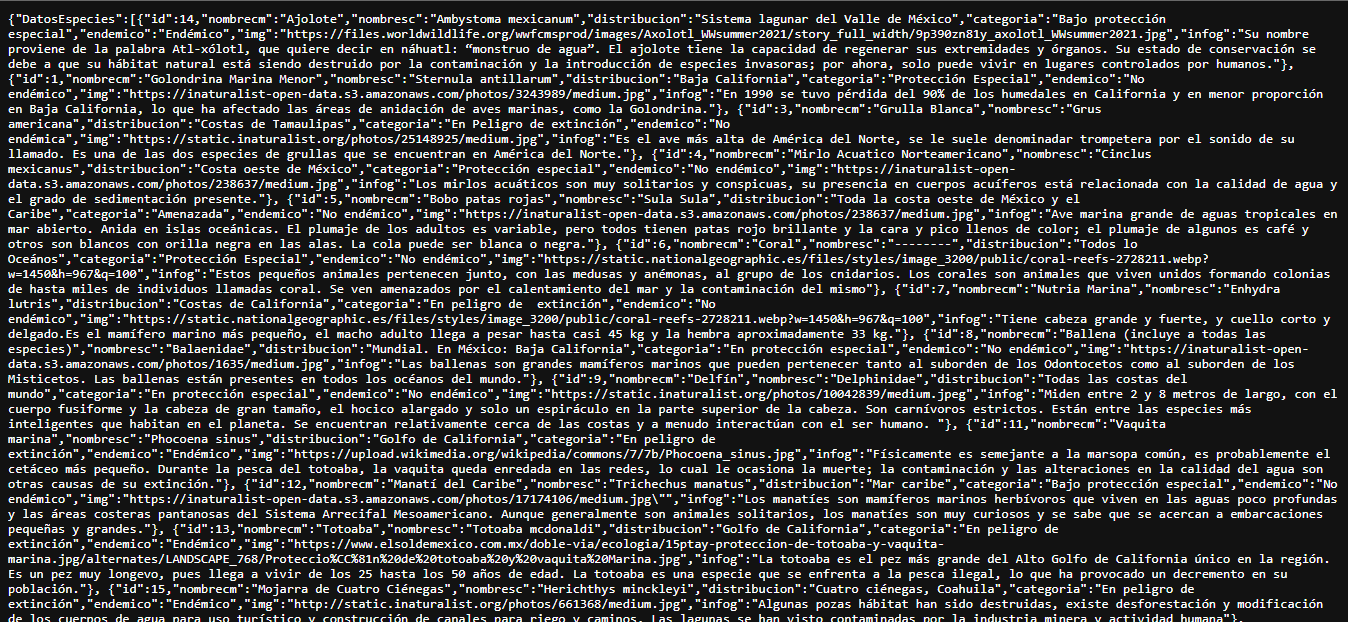 {"DatosEspecies":[{"id":14,"nombrecm":"Ajolote","nombresc":"Ambystoma mexicanum","distribucion":"Sistema lagunar del Valle de México","categoria":"Bajo protección
especial","endemico":"Endémico","img":"https://files.worldwildlife.org/wwfcmsprod/images/Axolotl_WWsummer2021/story_full_width/9p390zn81y_axolotl_WWsummer2021.jpg","infog":"Su nombre
proviene de la palabra Atl-xólotl, que quiere decir en náhuatl: “monstruo de agua”. El ajolote tiene la capacidad de regenerar sus extremidades y órganos. Su estado de conservación se
debe a que su hábitat natural está siendo destruido por la contaminación y la introducción de especies invasoras; por ahora, solo puede vivir en lugares controlados por humanos."},
{"id":1,"nombrecm":"Golondrina Marina Menor","nombresc":"Sternula antillarum","distribucion":"Baja California","categoria":"Protección Especial","endemico":"No
endémico","img":"https://inaturalist-open-data.s3.amazonaws.com/photos/3243989/medium.jpg","infog":"En 1990 se tuvo pérdida del 90% de los humedales en California y en menor proporción
en Baja California, lo que ha afectado las áreas de anidación de aves marinas, como la Golondrina."}, {"id":3,"nombrecm":"Grulla Blanca","nombresc":"Grus
americana","distribucion":"Costas de Tamaulipas","categoria":"En Peligro de extinción","endemico":"No
endémica","img":"https://static.inaturalist.org/photos/25148925/medium.jpg","infog":"Es el ave más alta de América del Norte, se le suele denominadar trompetera por el sonido de su
llamado. Es una de las dos especies de grullas que se encuentran en América del Norte."}, {"id":4,"nombrecm":"Mirlo Acuatico Norteamericano","nombresc":"Cinclus
mexicanus","distribucion":"Costa oeste de México","categoria":"Protección especial","endemico":"No endémico","img":"https://inaturalist-open-
data.s3.amazonaws.com/photos/238637/medium.jpg","infog":"Los mirlos acuáticos son muy solitarios y conspicuas, su presencia en cuerpos acuíferos está relacionada con la calidad de agua y
el grado de sedimentación presente."}, {"id":5,"nombrecm":"Bobo patas rojas","nombresc":"Sula Sula","distribucion":"Toda la costa oeste de México y el
Caribe","categoria":"Amenazada","endemico":"No endémico","img":"https://inaturalist-open-data.s3.amazonaws.com/photos/238637/medium.jpg","infog":"Ave marina grande de aguas tropicales en
mar abierto. Anida en islas oceánicas. El plumaje de los adultos es variable, pero todos tienen patas rojo brillante y la cara y pico llenos de color; el plumaje de algunos es café y
otros son blancos con orilla negra en las alas. La cola puede ser blanca o negra."}, {"id":6,"nombrecm":"Coral","nombresc":"--------","distribucion":"Todos lo
Oceános","categoria":"Protección Especial","endemico":"No endémico","img":"https://static.nationalgeographic.es/files/styles/image_3200/public/coral-reefs-2728211.webp?
w=1450&h=967&q=100","infog":"Estos pequeños animales pertenecen junto, con las medusas y anémonas, al grupo de los cnidarios. Los corales son animales que viven unidos formando colonias
de hasta miles de individuos llamadas coral. Se ven amenazados por el calentamiento del mar y la contaminación del mismo"}, {"id":7,"nombrecm":"Nutria Marina","nombresc":"Enhydra
lutris","distribucion":"Costas de California","categoria":"En peligro de  extinción","endemico":"No
endémico","img":"https://static.nationalgeographic.es/files/styles/image_3200/public/coral-reefs-2728211.webp?w=1450&h=967&q=100","infog":"Tiene cabeza grande y fuerte, y cuello corto y
delgado.Es el mamífero marino más pequeño, el macho adulto llega a pesar hasta casi 45 kg y la hembra aproximadamente 33 kg."}, {"id":8,"nombrecm":"Ballena (incluye a todas las
especies)","nombresc":"Balaenidae","distribucion":"Mundial. En México: Baja California","categoria":"En protección especial","endemico":"No endémico","img":"https://inaturalist-open-
data.s3.amazonaws.com/photos/1635/medium.jpg","infog":"Las ballenas son grandes mamíferos marinos que pueden pertenecer tanto al suborden de los Odontocetos como al suborden de los
Misticetos. Las ballenas están presentes en todos los océanos del mundo."}, {"id":9,"nombrecm":"Delfín","nombresc":"Delphinidae","distribucion":"Todas las costas del
mundo","categoria":"En protección especial","endemico":"No endémico","img":"https://static.inaturalist.org/photos/10042839/medium.jpeg","infog":"Miden entre 2 y 8 metros de largo, con el
cuerpo fusiforme y la cabeza de gran tamaño, el hocico alargado y solo un espiráculo en la parte superior de la cabeza. Son carnívoros estrictos. Están entre las especies más
inteligentes que habitan en el planeta. Se encuentran relativamente cerca de las costas y a menudo interactúan con el ser humano. "}, {"id":11,"nombrecm":"Vaquita
marina","nombresc":"Phocoena sinus","distribucion":"Golfo de California","categoria":"En peligro de
extinción","endemico":"Endémico","img":"https://upload.wikimedia.org/wikipedia/commons/7/7b/Phocoena_sinus.jpg","infog":"Físicamente es semejante a la marsopa común, es probablemente el
cetáceo más pequeño. Durante la pesca del totoaba, la vaquita queda enredada en las redes, lo cual le ocasiona la muerte; la contaminación y las alteraciones en la calidad del agua son
otras causas de su extinción."}, {"id":12,"nombrecm":"Manatí del Caribe","nombresc":"Trichechus manatus","distribucion":"Mar caribe","categoria":"Bajo protección especial","endemico":"No
endémico","img":"https://inaturalist-open-data.s3.amazonaws.com/photos/17174106/medium.jpg\"","infog":"Los manatíes son mamíferos marinos herbívoros que viven en las aguas poco profundas
y las áreas costeras pantanosas del Sistema Arrecifal Mesoamericano. Aunque generalmente son animales solitarios, los manatíes son muy curiosos y se sabe que se acercan a embarcaciones
pequeñas y grandes."}, {"id":13,"nombrecm":"Totoaba","nombresc":"Totoaba mcdonaldi","distribucion":"Golfo de California","categoria":"En peligro de
extinción","endemico":"Endémico","img":"https://www.elsoldemexico.com.mx/doble-via/ecologia/15ptay-proteccion-de-totoaba-y-vaquita-
marina.jpg/alternates/LANDSCAPE_768/Proteccio%CC%81n%20de%20totoaba%20y%20vaquita%20Marina.jpg","infog":"La totoaba es el pez más grande del Alto Golfo de California único en la región.
Es un pez muy longevo, pues llega a vivir de los 25 hasta los 50 años de edad. La totoaba es una especie que se enfrenta a la pesca ilegal, lo que ha provocado un decremento en su
población."}, {"id":15,"nombrecm":"Mojarra de Cuatro Ciénegas","nombresc":"Herichthys minckleyi","distribucion":"Cuatro ciénegas, Coahuila","categoria":"En peligro de
extinción","endemico":"Endémico","img":"http://static.inaturalist.org/photos/661368/medium.jpg","infog":"Algunas pozas hábitat han sido destruidas, existe desforestación y modificación
de los cuerpos de agua para uso turístico y construcción de canales para riego y caminos. Las lagunas se han visto contaminadas por la industria minera y actividad humana"},